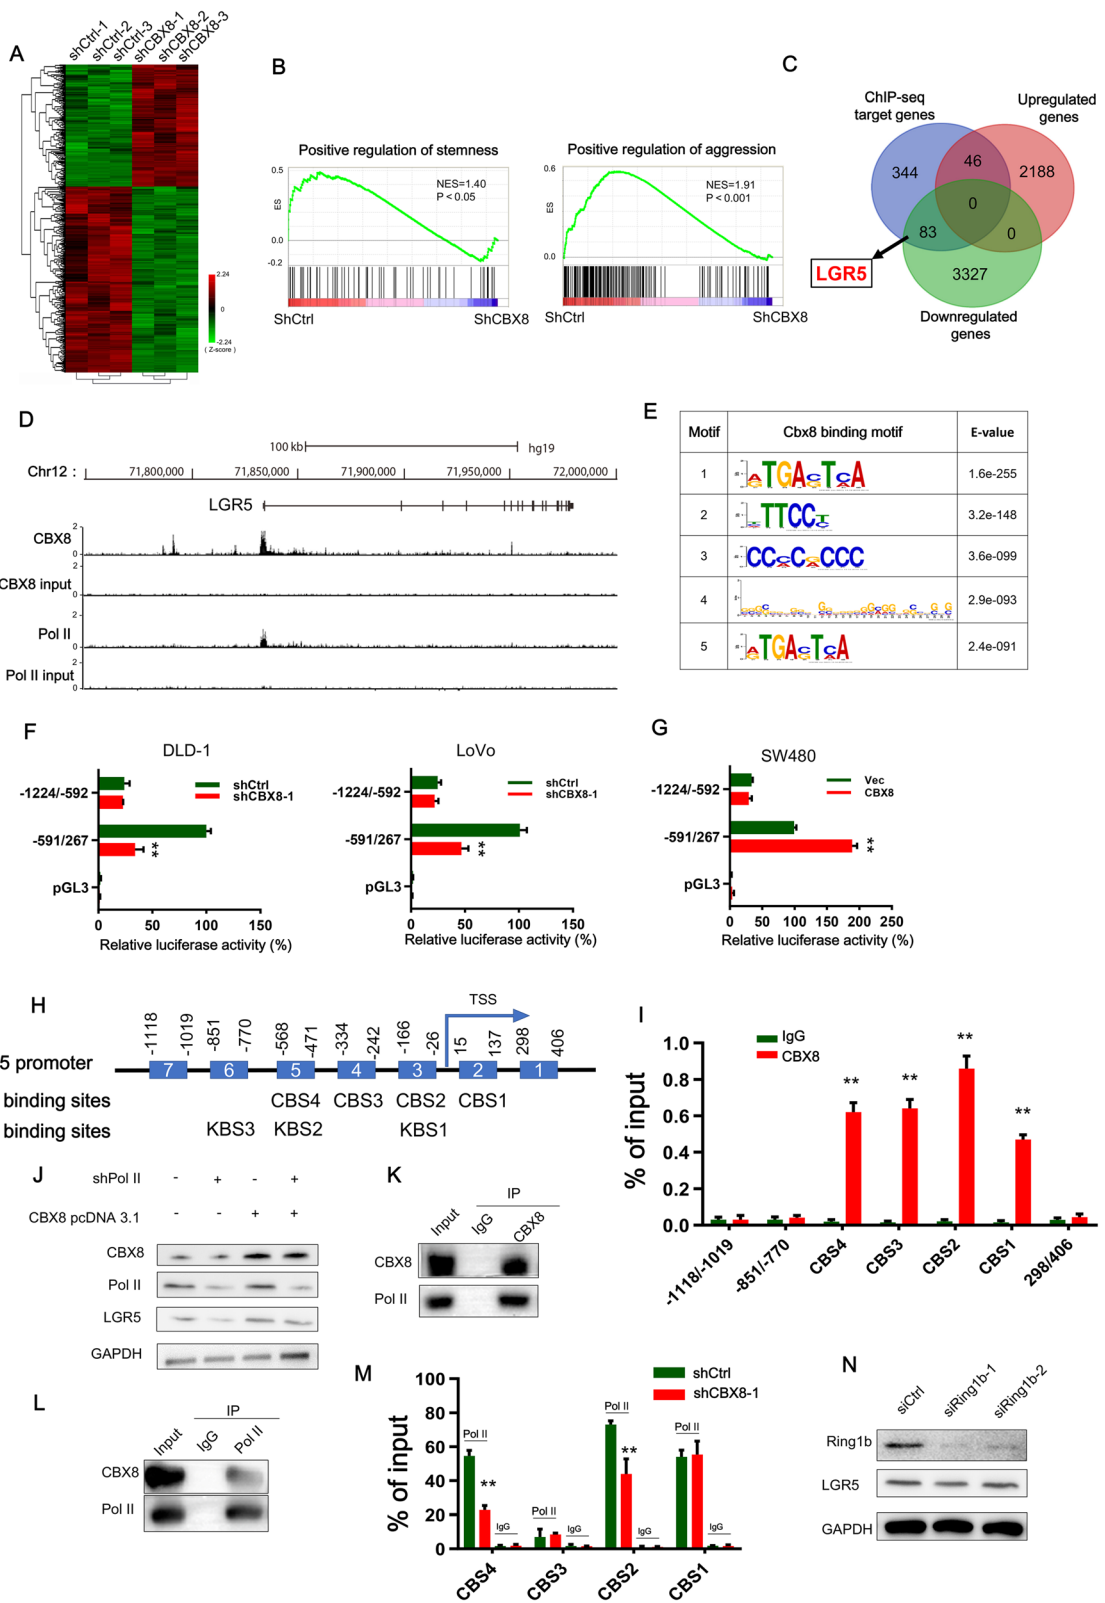 A
shCtrl-1
shCtrl-2
shCtrl-3
shCBX8-1
shCBX8-2
shCBX8-3
2.24
0
-2.24
( Z-score )
B
Positive regulation of stemness
NES=1.40
P < 0.05
0.5
ES
0.0
-0.2
ShCtrl
ShCBX8
Positive regulation of aggression
NES=1.91
P < 0.001
0.6
ES
0.0
ShCtrl
ShCBX8
C
ChIP-seq
target genes
Upregulated
genes
344
46
2188
0
83
0
LGR5
3327
Downregulated
genes
D
100 kb
hg19
Chr12 :
71,800,000
71,850,000
71,900,000
71,950,000
72,000,000
LGR5
CBX8
2
0
CBX8 input
2
0
Pol II
2
0
Pol II input
2
0
E
Motif Cbx8 binding motif E-value
1 1.6e-255
2 3.2e-148
3 3.6e-099
4 2.9e-093
5 2.4e-091
F
DLD-1
-1224/-592
-591/267
pGL3
shCtrl
shCBX8-1
**
0 50 100 150
Relative luciferase activity (%)
LoVo
-1224/-592
-591/267
pGL3
shCtrl
shCBX8-1
**
0 50 100 150
Relative luciferase activity (%)
G
SW480
-1224/-592
-591/267
pGL3
Vec
CBX8
**
0 50 100 150 200 250
Relative luciferase activity (%)
H
TSS
-1118 -1019 -851 -770 -568 -471 -334 -242 -166 -26 15 137 298 406
5 promoter 7 6 5 4 3 2 1
binding sites CBS4 CBS3 CBS2 CBS1
binding sites KBS3 KBS2 KBS1
I
IgG
CBX8
% of input
1.0
0.8
0.6
0.4
0.2
0.0
** ** ** **
-1118/-1019 -851/-770 CBS4 CBS3 CBS2 CBS1 298/406
J
shPol II - + - +
CBX8 pcDNA 3.1 - - + +
CBX8
Pol II
LGR5
GAPDH
K
IP
Input IgG CBX8
CBX8
Pol II
L
IP
Input IgG Pol II
CBX8
Pol II
M
shCtrl
shCBX8-1
% of input
100
80
60
40
20
0
Pol II ** IgG
Pol II IgG
Pol II ** IgG
Pol II IgG
CBS4 CBS3 CBS2 CBS1
N
siCtrl siRing1b-1 siRing1b-2
Ring1b
LGR5
GAPDH